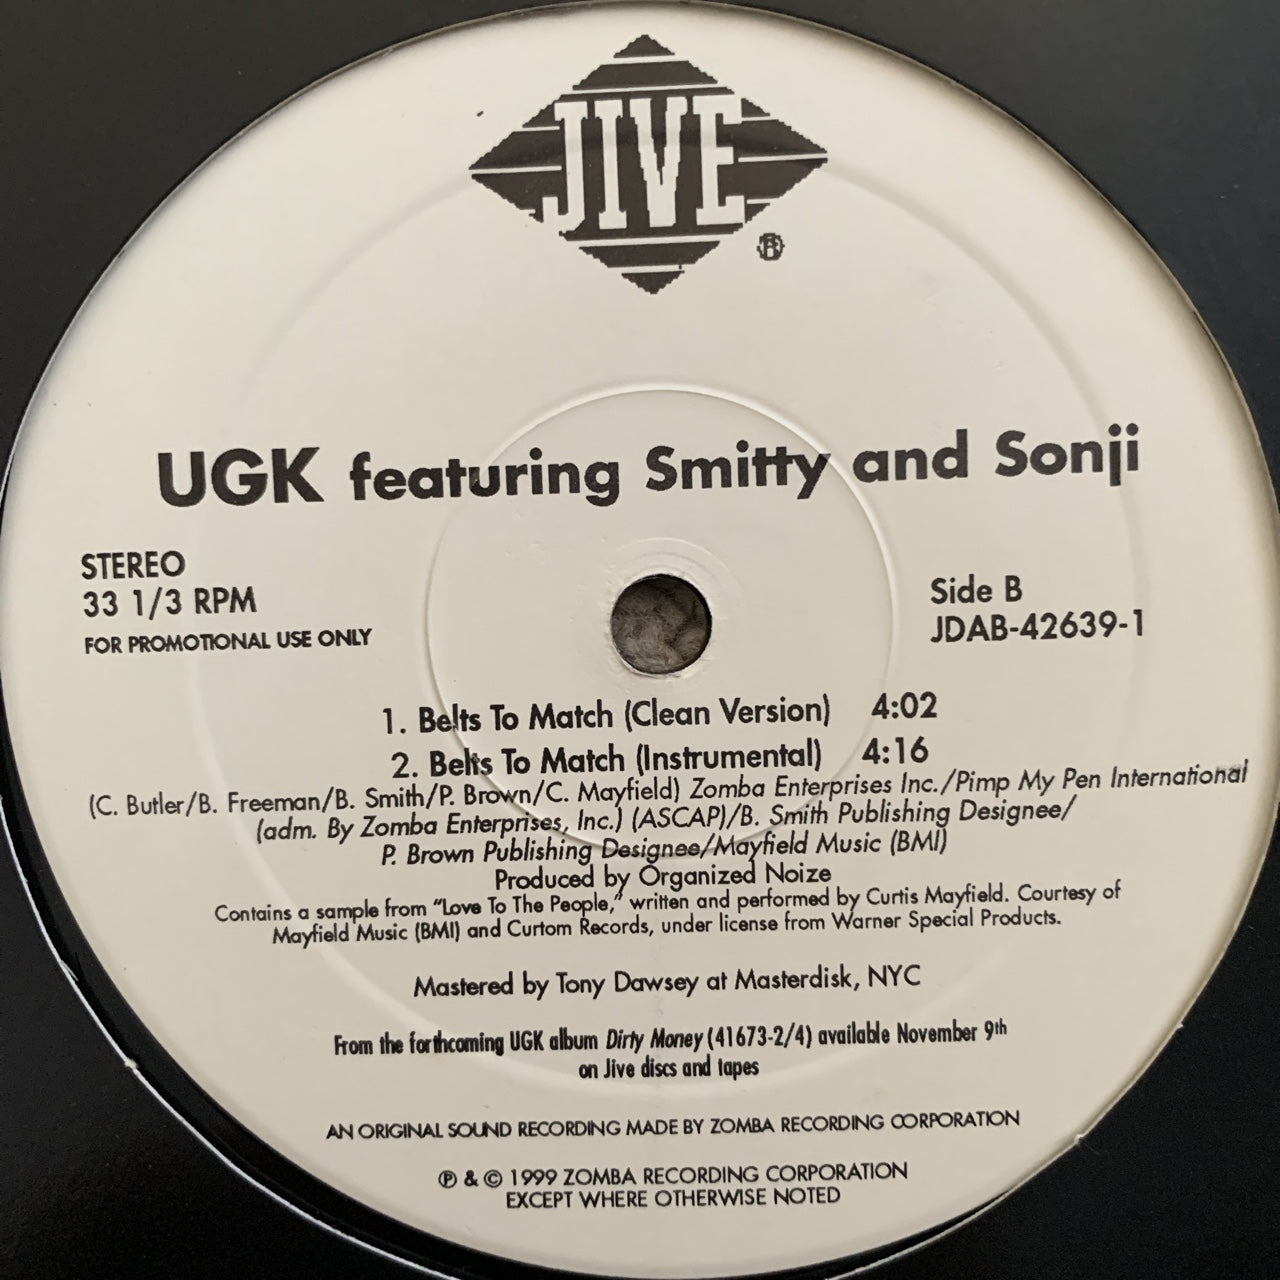 JIVE
®
UGK featuring Smitty and Sonji
STEREO
33 1/3 RPM
FOR PROMOTIONAL USE ONLY
Side B
JDAB-42639-1
1. Belts To Match (Clean Version) 4:02
2. Belts To Match (Instrumental) 4:16
(C. Butler/B. Freeman/B. Smith/P. Brown/C. Mayfield) Zomba Enterprises Inc./Pimp My Pen International
(adm. By Zomba Enterprises, Inc.) (ASCAP)/B. Smith Publishing Designee/
P. Brown Publishing Designee/Mayfield Music (BMI)
Produced by Organized Noize
Contains a sample from “Love To The People,” written and performed by Curtis Mayfield. Courtesy of
Mayfield Music (BMI) and Curtom Records, under license from Warner Special Products.
Mastered by Tony Dawsey at Masterdisk, NYC
From the forthcoming UGK album Dirty Money (41673-2/4) available November 9th
on Jive discs and tapes
AN ORIGINAL SOUND RECORDING MADE BY ZOMBA RECORDING CORPORATION
℗ & © 1999 ZOMBA RECORDING CORPORATION
EXCEPT WHERE OTHERWISE NOTED